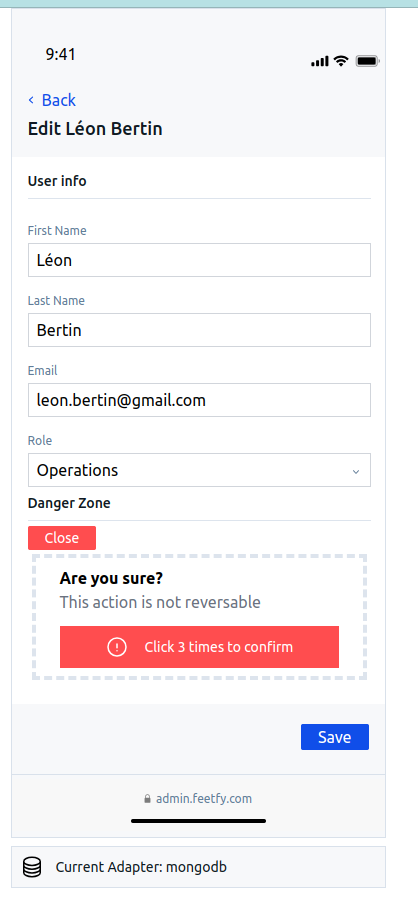 9:41
Back
Edit Léon Bertin
User info
First Name
Léon
Last Name
Bertin
Email
leon.bertin@gmail.com
Role
Operations
Danger Zone
Close
Are you sure?
This action is not reversable
Click 3 times to confirm
Save
admin.feetfy.com
Current Adapter: mongodb